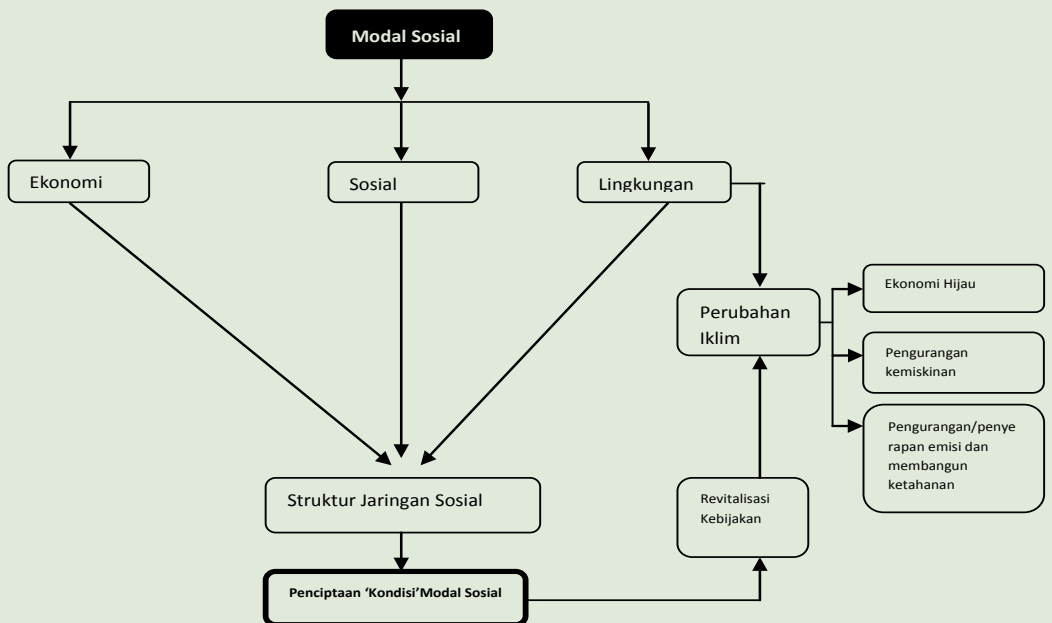 Modal Sosial
Ekonomi
Sosial
Lingkungan
Perubahan
Iklim
Ekonomi Hijau
Pengurangan
kemiskinan
Pengurangan/penye
rapan emisi dan
membangun
ketahanan
Struktur Jaringan Sosial
Revitalisasi
Kebijakan
Penciptaan ‘Kondisi’Modal Sosial